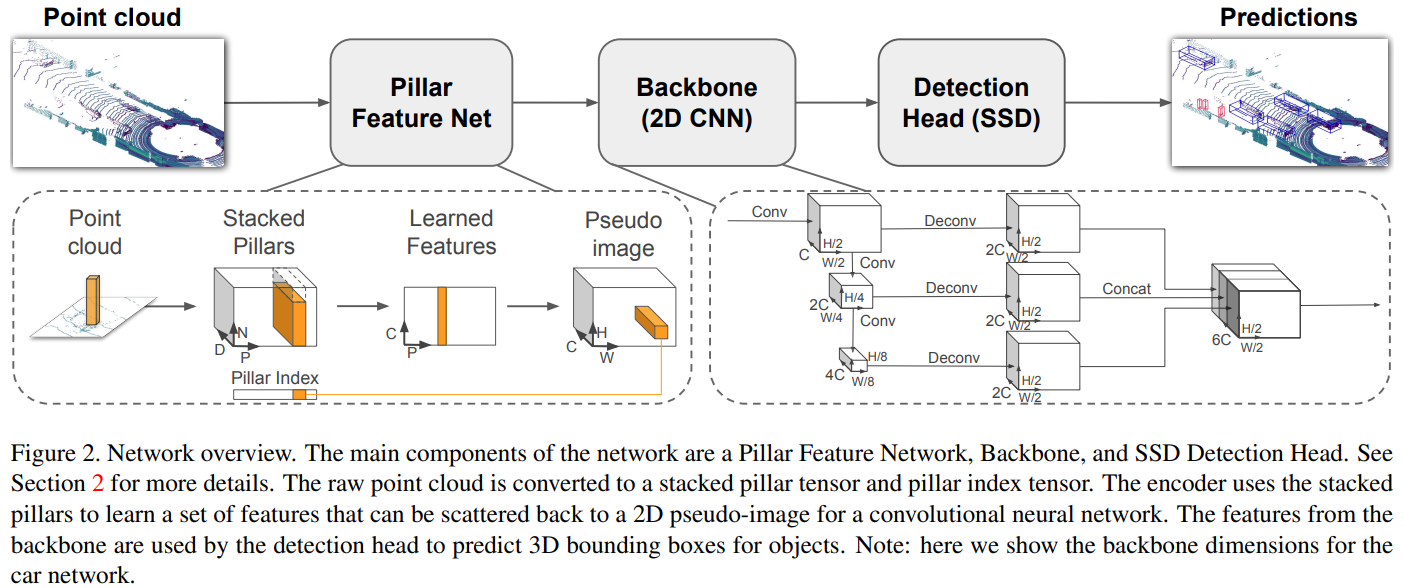 Point cloud
Predictions
Pillar
Feature Net
Backbone
(2D CNN)
Detection
Head (SSD)
Point
cloud
Stacked
Pillars
Learned
Features
Pseudo
image
N
D
P
C
P
H
C
W
Pillar Index
Conv
H/2
C
W/2
Conv
Deconv
H/2
2C
W/2
H/4
2C
W/4
Conv
Deconv
H/2
2C
W/2
Concat
H/8
4C
W/8
Deconv
H/2
2C
W/2
H/2
6C
W/2
Figure 2. Network overview. The main components of the network are a Pillar Feature Network, Backbone, and SSD Detection Head. See
Section 2 for more details. The raw point cloud is converted to a stacked pillar tensor and pillar index tensor. The encoder uses the stacked
pillars to learn a set of features that can be scattered back to a 2D pseudo-image for a convolutional neural network. The features from the
backbone are used by the detection head to predict 3D bounding boxes for objects. Note: here we show the backbone dimensions for the
car network.